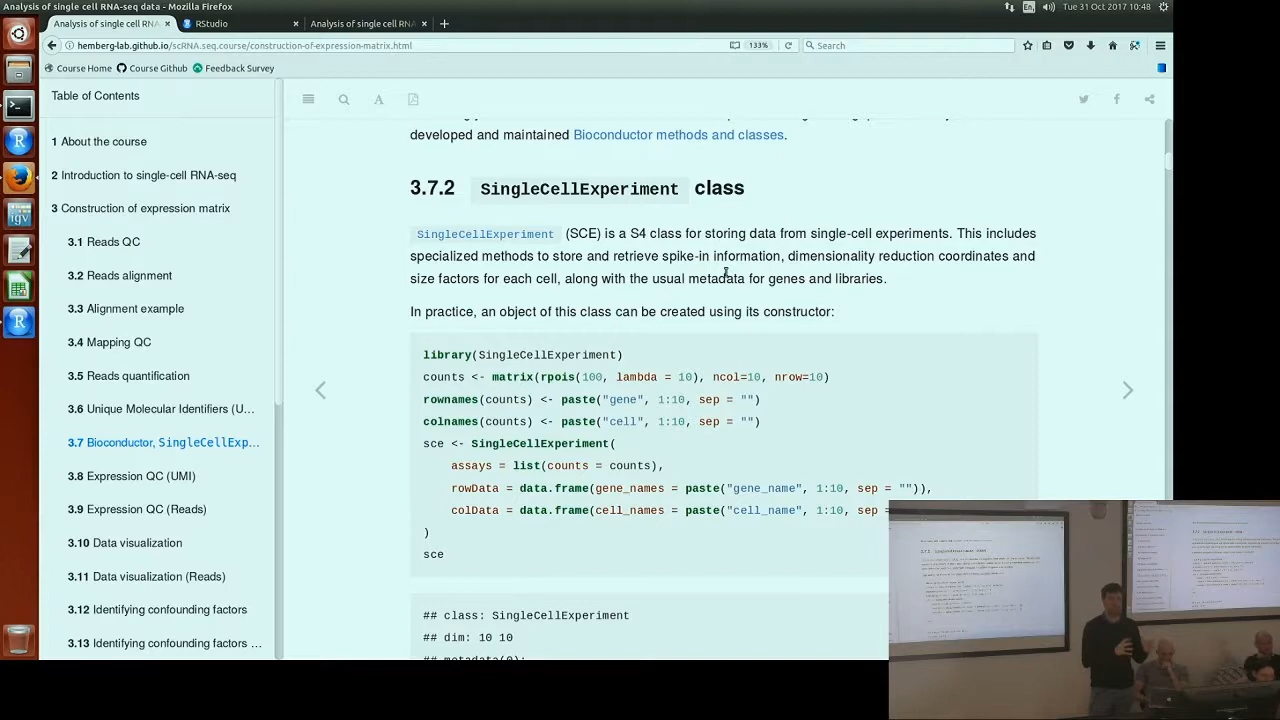 Analysis of single cell RNA-seq data - Mozilla Firefox
En
Tue 31 Oct 2017 10:48
Analysis of single cell RNA
RStudio
Analysis of single cell RNA
hemberg-lab.github.io/scRNA.seq.course/construction-of-expression-matrix.html
133%
Search
Course Home
Course Github
Feedback Survey
Table of Contents
1 About the course
2 Introduction to single-cell RNA-seq
3 Construction of expression matrix
3.1 Reads QC
3.2 Reads alignment
3.3 Alignment example
3.4 Mapping QC
3.5 Reads quantification
3.6 Unique Molecular Identifiers (U...
3.7 Bioconductor, SingleCellExp...
3.8 Expression QC (UMI)
3.9 Expression QC (Reads)
3.10 Data visualization
3.11 Data visualization (Reads)
3.12 Identifying confounding factors
3.13 Identifying confounding factors ...
developed and maintained Bioconductor methods and classes.
3.7.2 SingleCellExperiment class
SingleCellExperiment (SCE) is a S4 class for storing data from single-cell experiments. This includes
specialized methods to store and retrieve spike-in information, dimensionality reduction coordinates and
size factors for each cell, along with the usual metadata for genes and libraries.
In practice, an object of this class can be created using its constructor:
library(SingleCellExperiment)
counts <- matrix(rpois(100, lambda = 10), ncol=10, nrow=10)
rownames(counts) <- paste("gene", 1:10, sep = "")
colnames(counts) <- paste("cell", 1:10, sep = "")
sce <- SingleCellExperiment(
assays = list(counts = counts),
rowData = data.frame(gene_names = paste("gene_name", 1:10, sep = "")),
colData = data.frame(cell_names = paste("cell_name", 1:10, sep =
)
sce
## class: SingleCellExperiment
## dim: 10 10
## metadata(0):
igv